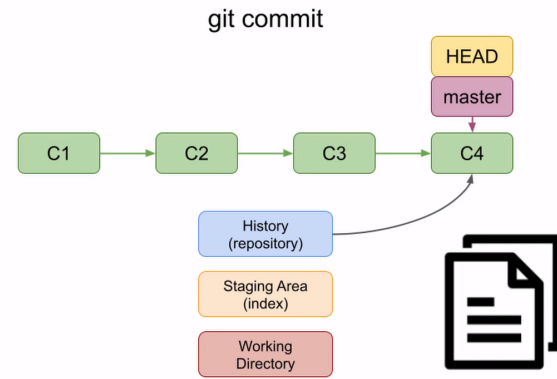 git commit
HEAD
master
C1
C2
C3
C4
History
(repository)
Staging Area
(index)
Working
Directory